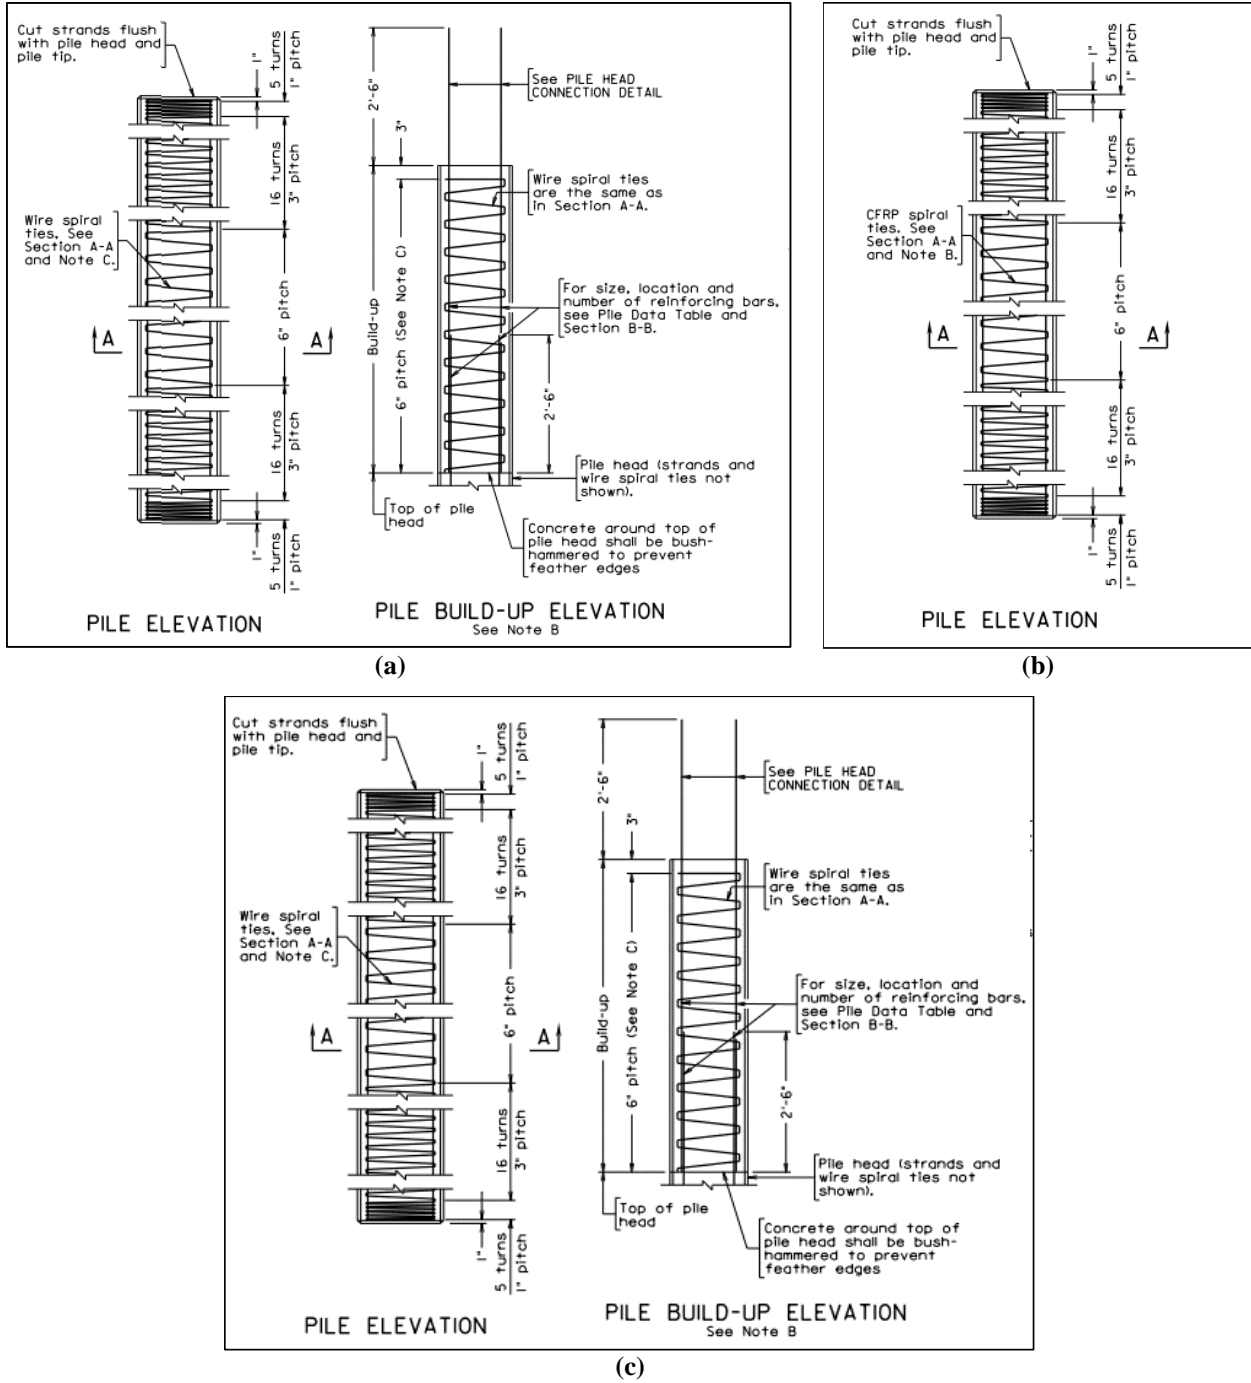 Cut strands flush
with pile head and
pile tip.
1"
5 turns
1" pitch
16 turns
3" pitch
Wire spiral
ties. See
Section A-A
and Note C.
6" pitch
A
A
16 turns
3" pitch
1"
5 turns
1" pitch
PILE ELEVATION
2'-6"
See PILE HEAD
CONNECTION DETAIL
3"
Wire spiral ties
are the same as
in Section A-A.
Build-up
6" pitch (See Note C)
For size, location and
number of reinforcing bars,
see Pile Data Table and
Section B-B.
2'-6"
Pile head (strands and
wire spiral ties not
shown).
Top of pile
head
Concrete around top of
pile head shall be bush-
hammered to prevent
feather edges
PILE BUILD-UP ELEVATION
See Note B
(a)
Cut strands flush
with pile head and
pile tip.
1"
5 turns
1" pitch
16 turns
3" pitch
CFRP spiral
ties. See
Section A-A
and Note B.
6" pitch
A
A
16 turns
3" pitch
1"
5 turns
1" pitch
PILE ELEVATION
(b)
Cut strands flush
with pile head and
pile tip.
1"
5 turns
1" pitch
16 turns
3" pitch
Wire spiral
ties. See
Section A-A
and Note C.
6" pitch
A
A
16 turns
3" pitch
1"
5 turns
1" pitch
PILE ELEVATION
2'-6"
See PILE HEAD
CONNECTION DETAIL
3"
Wire spiral ties
are the same as
in Section A-A.
Build-up
6" pitch (See Note C)
For size, location and
number of reinforcing bars,
see Pile Data Table and
Section B-B.
2'-6"
Pile head (strands and
wire spiral ties not
shown).
Top of pile
head
Concrete around top of
pile head shall be bush-
hammered to prevent
feather edges
PILE BUILD-UP ELEVATION
See Note B
(c)